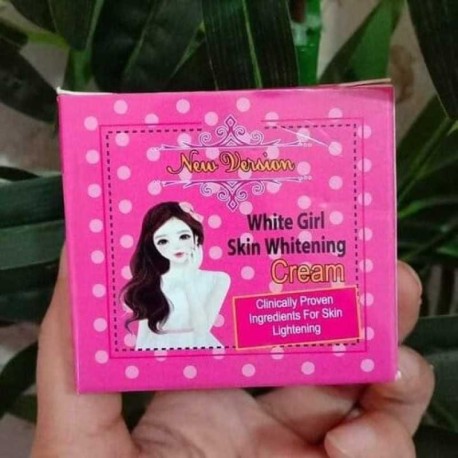 New Version
White Girl
Skin Whitening
Cream
Clinically Proven
Ingredients For Skin
Lightening